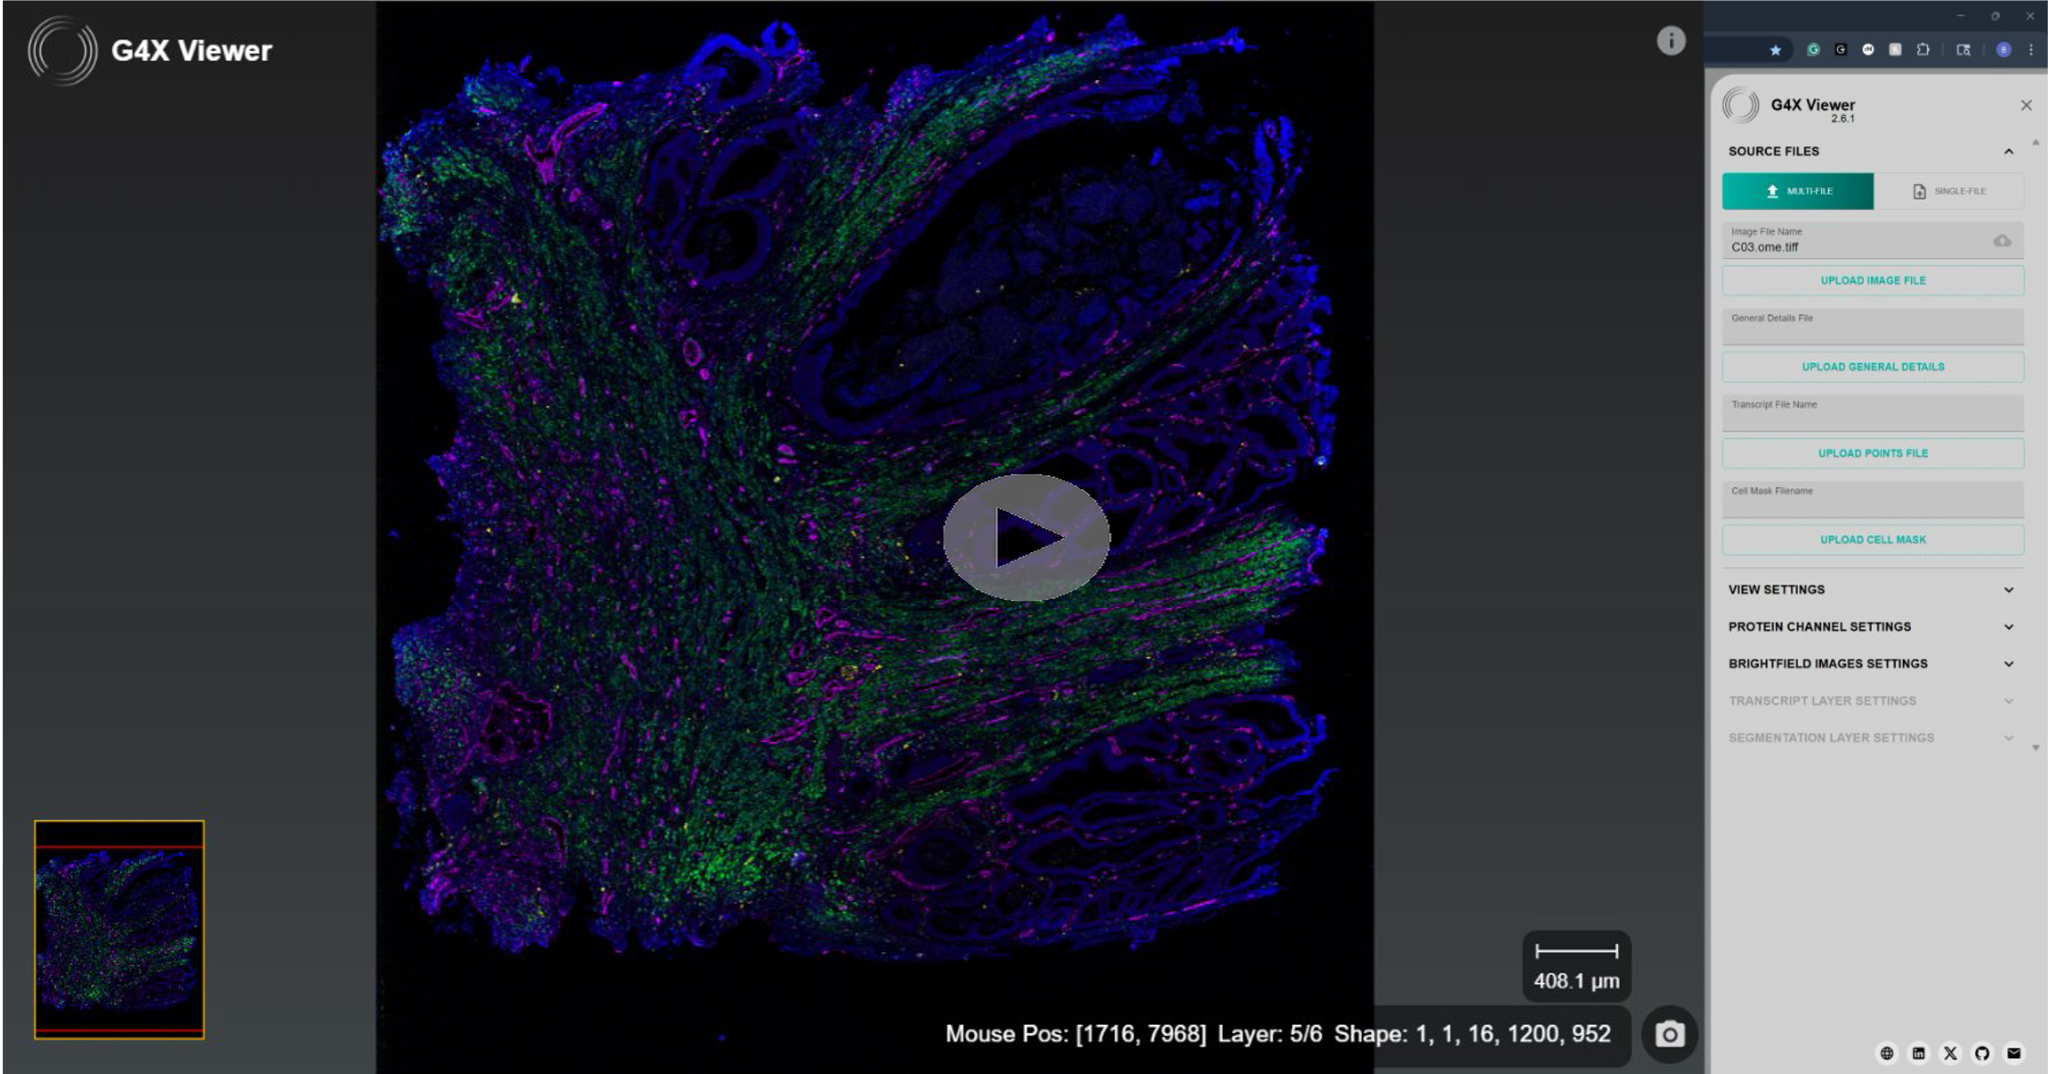 G4X Viewer
G4X Viewer
2.6.1
SOURCE FILES
MULTI-FILE
SINGLE-FILE
Image File Name
C03.ome.tiff
UPLOAD IMAGE FILE
General Details File
UPLOAD GENERAL DETAILS
Transcript File Name
UPLOAD POINTS FILE
Cell Mask Filename
UPLOAD CELL MASK
VIEW SETTINGS
PROTEIN CHANNEL SETTINGS
BRIGHTFIELD IMAGES SETTINGS
TRANSCRIPT LAYER SETTINGS
SEGMENTATION LAYER SETTINGS
408.1 µm
Mouse Pos: [1716, 7968] Layer: 5/6 Shape: 1, 1, 16, 1200, 952